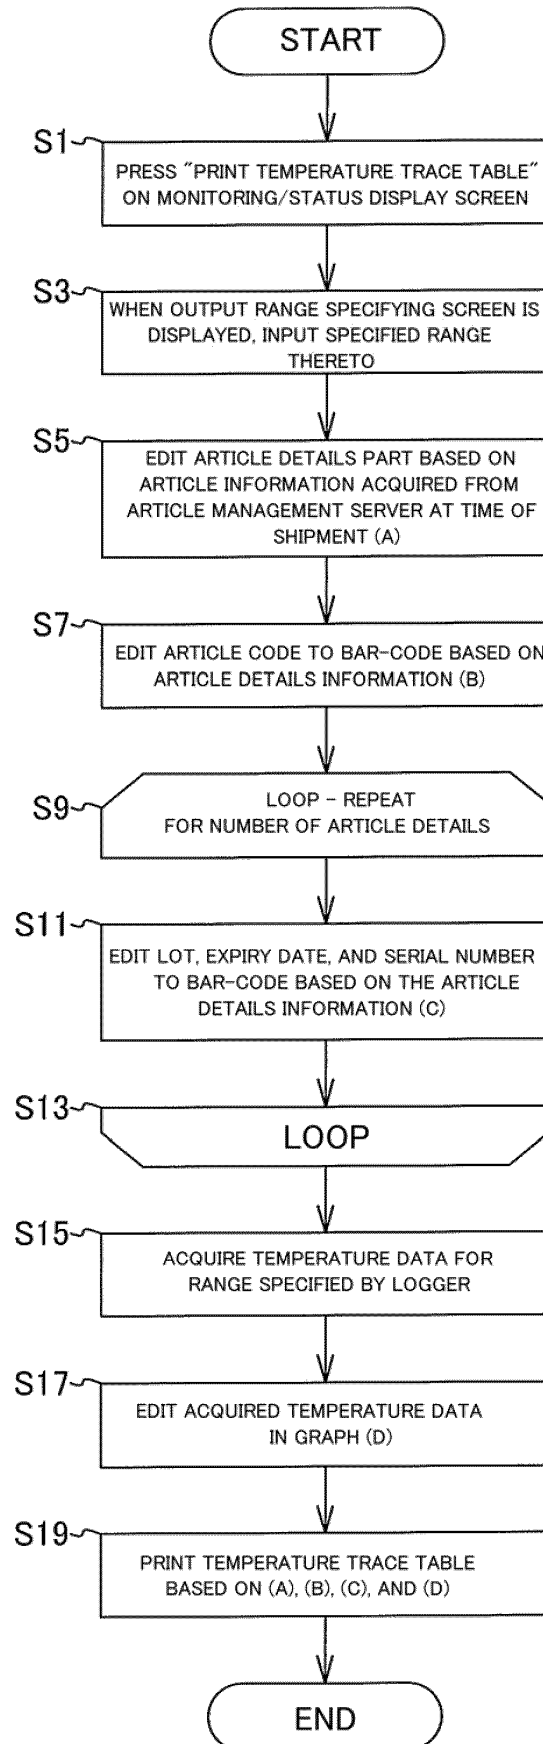 START
S1
PRESS "PRINT TEMPERATURE TRACE TABLE"
ON MONITORING/STATUS DISPLAY SCREEN
S3
WHEN OUTPUT RANGE SPECIFYING SCREEN IS
DISPLAYED, INPUT SPECIFIED RANGE
THERETO
S5
EDIT ARTICLE DETAILS PART BASED ON
ARTICLE INFORMATION ACQUIRED FROM
ARTICLE MANAGEMENT SERVER AT TIME OF
SHIPMENT (A)
S7
EDIT ARTICLE CODE TO BAR-CODE BASED ON
ARTICLE DETAILS INFORMATION (B)
S9
LOOP - REPEAT
FOR NUMBER OF ARTICLE DETAILS
S11
EDIT LOT, EXPIRY DATE, AND SERIAL NUMBER
TO BAR-CODE BASED ON THE ARTICLE
DETAILS INFORMATION (C)
S13
LOOP
S15
ACQUIRE TEMPERATURE DATA FOR
RANGE SPECIFIED BY LOGGER
S17
EDIT ACQUIRED TEMPERATURE DATA
IN GRAPH (D)
S19
PRINT TEMPERATURE TRACE TABLE
BASED ON (A), (B), (C), AND (D)
END